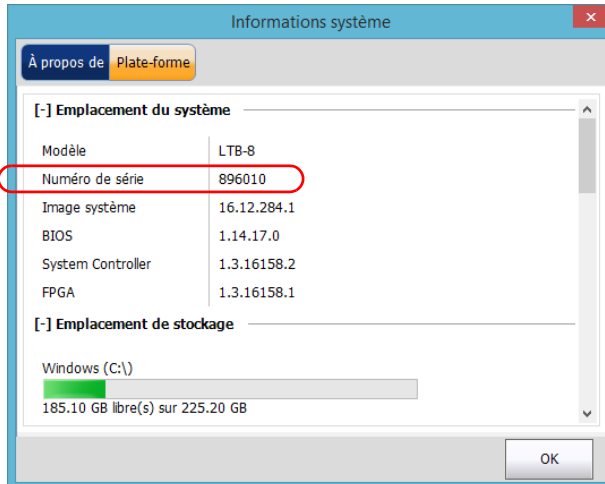 Informations système
À propos de Plate-forme
[-] Emplacement du système
Modèle LTB-8
Numéro de série 896010
Image système 16.12.284.1
BIOS 1.14.17.0
System Controller 1.3.16158.2
FPGA 1.3.16158.1
[-] Emplacement de stockage
Windows (C:\)
185.10 GB libre(s) sur 225.20 GB
OK